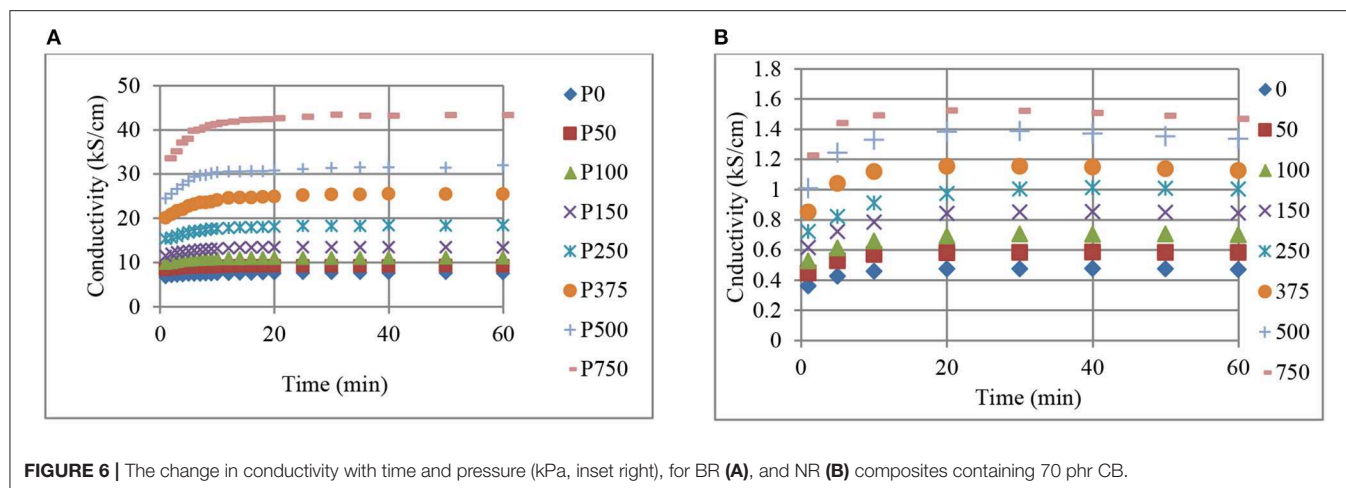 A
Conductivity (kS/cm)
50
40
30
20
10
0
0 20 40 60
Time (min)
P0
P50
P100
P150
P250
P375
P500
P750
B
Cnductivity (kS/cm)
1.8
1.6
1.4
1.2
1
0.8
0.6
0.4
0.2
0
0 20 40 60
Time (min)
0
50
100
150
250
375
500
750
FIGURE 6 | The change in conductivity with time and pressure (kPa, inset right), for BR (A), and NR (B) composites containing 70 phr CB.